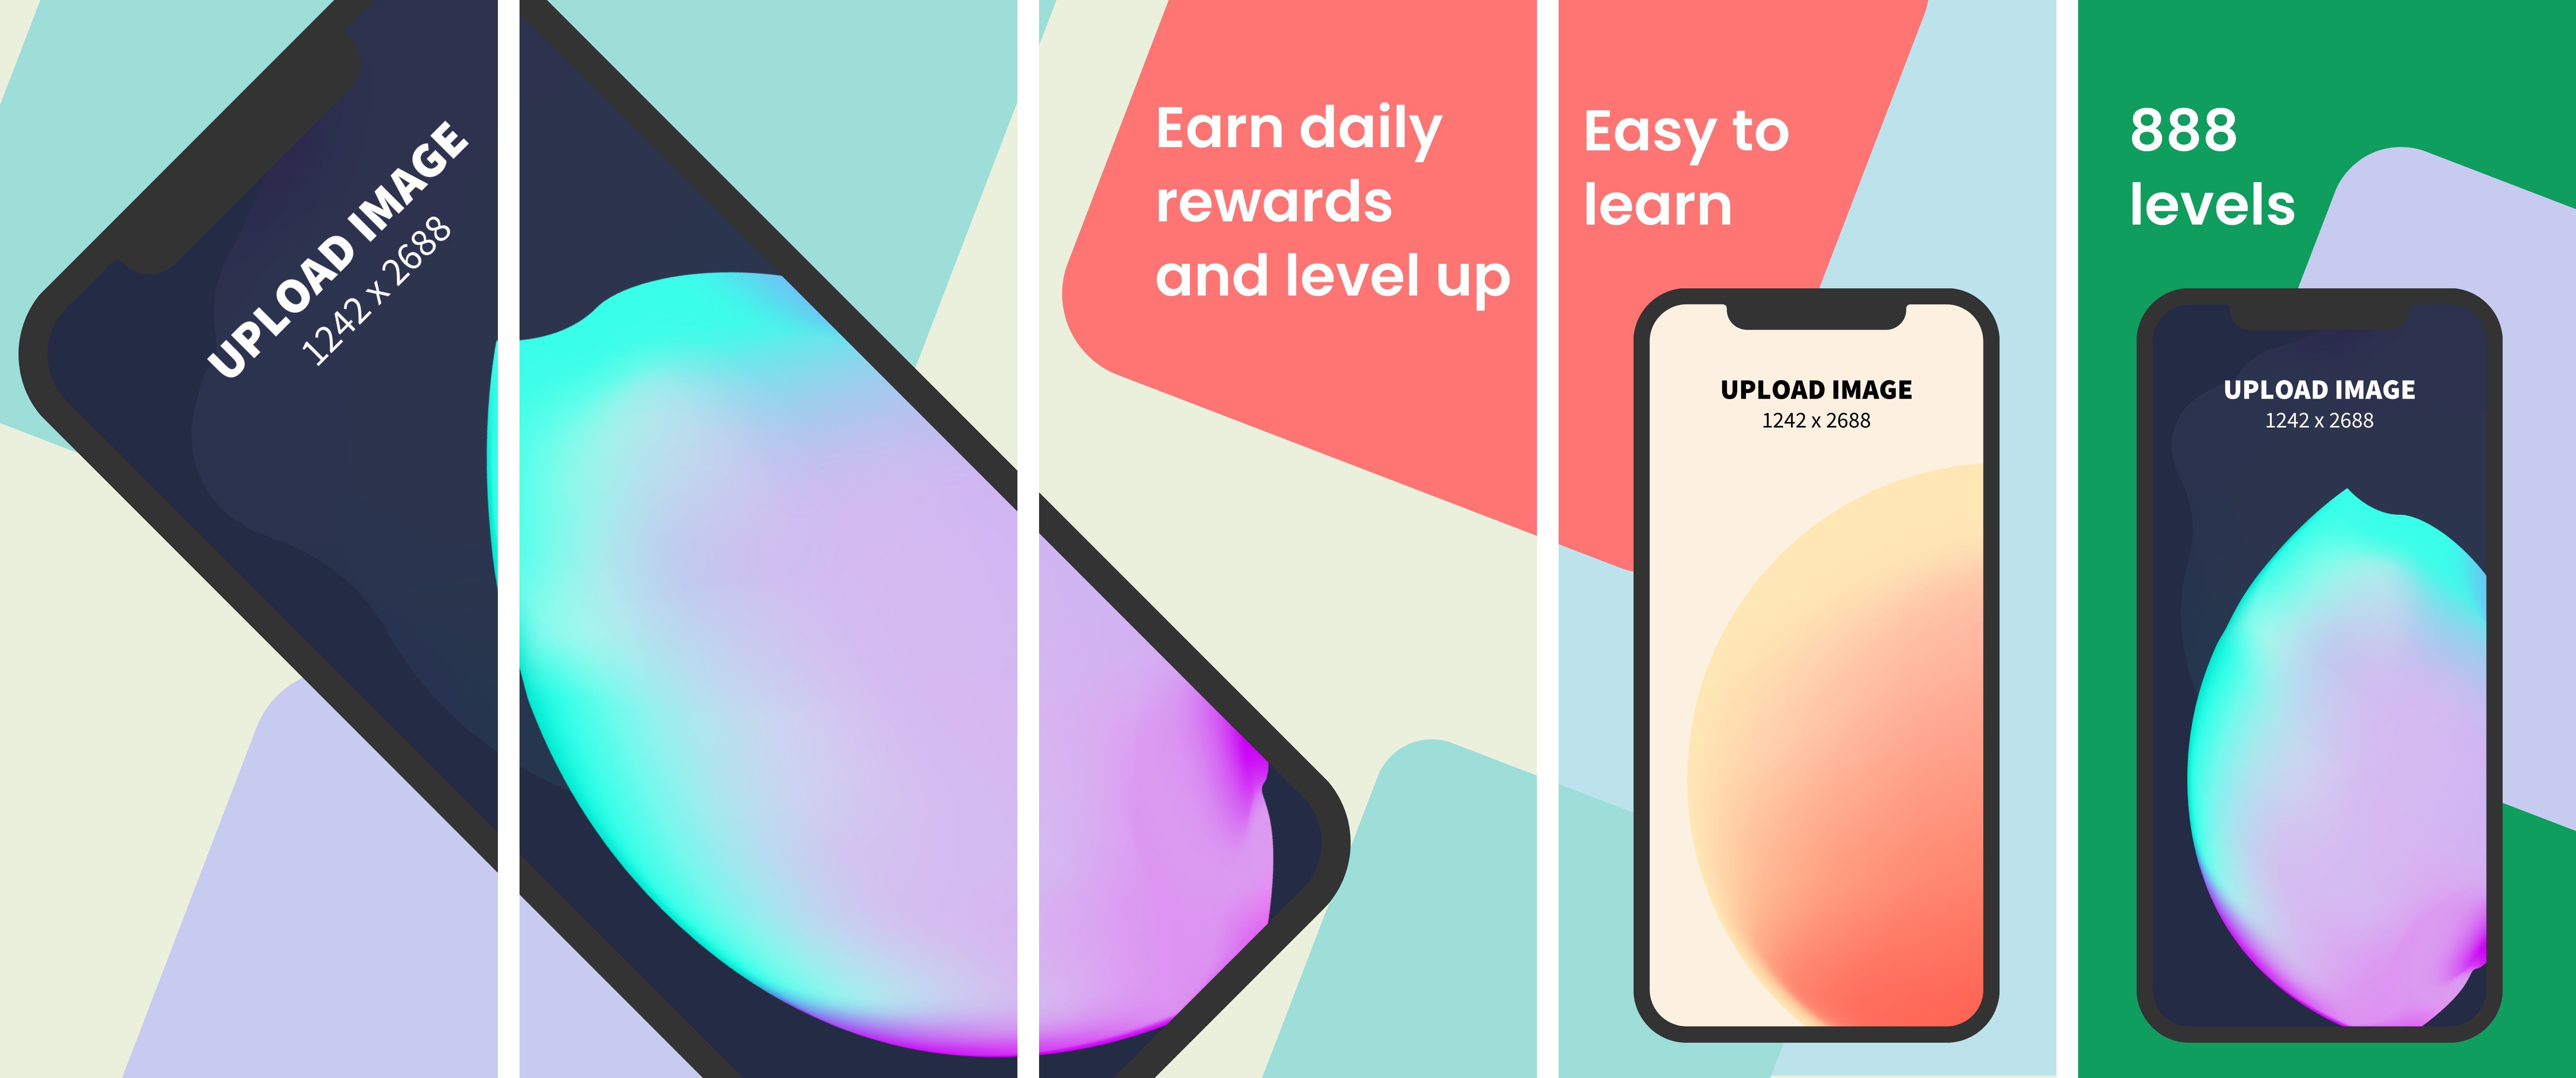 UPLOAD IMAGE
1242 x 2688
Earn daily
rewards
and level up
Easy to
learn
UPLOAD IMAGE
1242 x 2688
888
levels
UPLOAD IMAGE
1242 x 2688